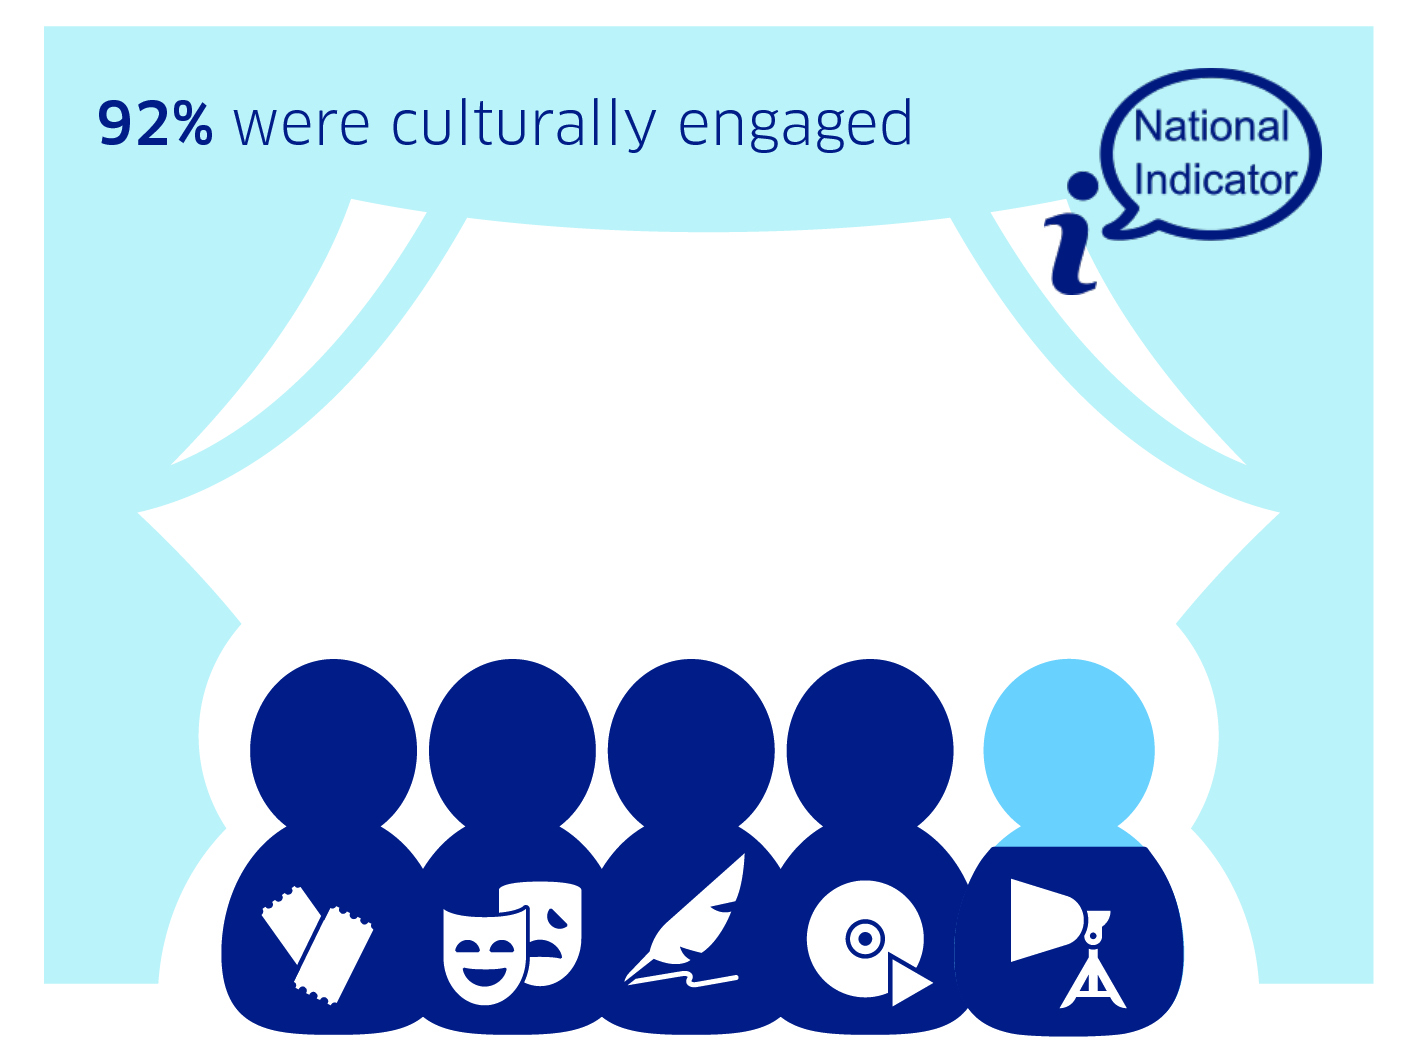 92% were culturally engaged
National
Indicator
i